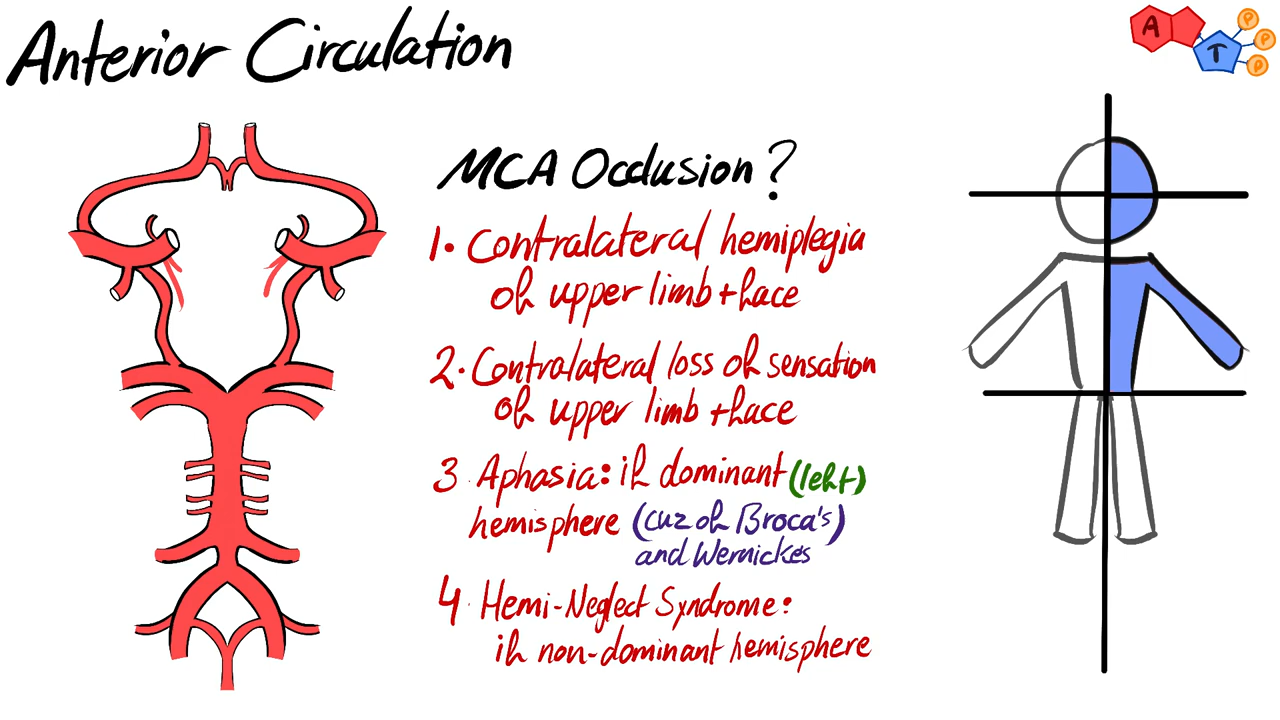 Anterior Circulation
A T P P P
MCA Occlusion?
1. Contralateral hemiplegia
of upper limb + face
2. Contralateral loss of sensation
of upper limb + face
3 Aphasia: if dominant (left)
hemisphere (cuz of Broca's)
and Wernickes
4. Hemi-Neglect Syndrome:
if non-dominant hemisphere